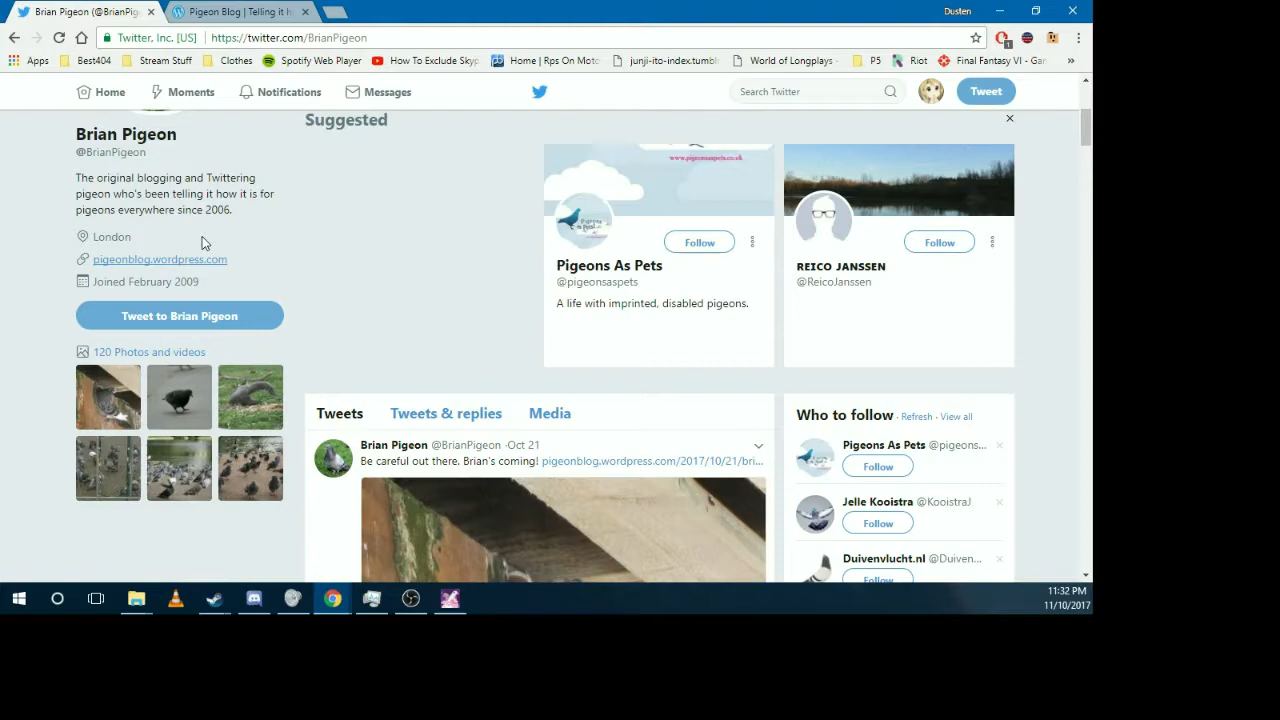 Brian Pigeon (@BrianPig
Pigeon Blog | Telling it h
Dusten
Twitter, Inc. [US]
https://twitter.com/BrianPigeon
Apps
Best404
Stream Stuff
Clothes
Spotify Web Player
How To Exclude Skyp
Home | Rps On Moto
junji-ito-index.tumbl
World of Longplays -
P5
Riot
Final Fantasy VI - Gam
»
Home
Moments
Notifications
Messages
Search Twitter
Tweet
Brian Pigeon
@BrianPigeon
The original blogging and Twittering
pigeon who's been telling it how it is for
pigeons everywhere since 2006.
London
pigeonblog.wordpress.com
Joined February 2009
Tweet to Brian Pigeon
120 Photos and videos
Suggested
www.pigeonsaspets.co.uk
Follow
Pigeons As Pets
@pigeonsaspets
A life with imprinted, disabled pigeons.
Follow
ʀᴇɪᴄᴏ ᴊᴀɴssᴇɴ
@ReicoJanssen
Tweets
Tweets & replies
Media
Brian Pigeon @BrianPigeon · Oct 21
Be careful out there. Brian's coming! pigeonblog.wordpress.com/2017/10/21/bri...
Who to follow · Refresh · View all
Pigeons As Pets @pigeons...
Follow
Jelle Kooistra @KooistraJ
Follow
Duivenvlucht.nl @Duiven...
Follow
11:32 PM
11/10/2017